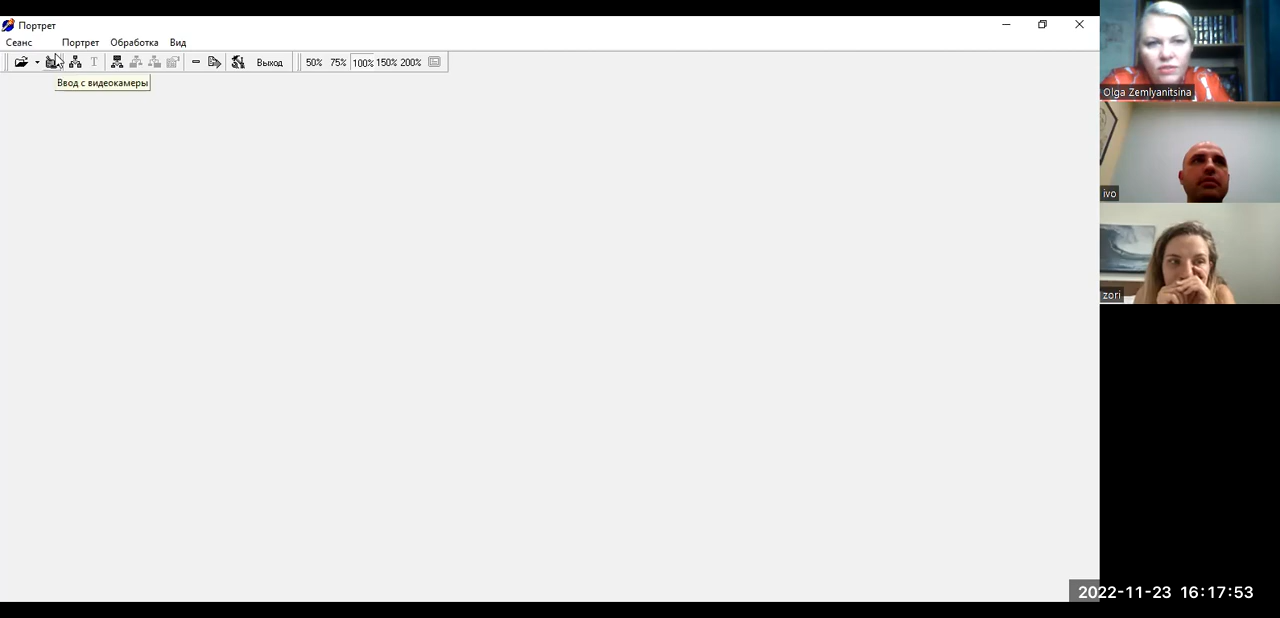 Портрет
Сеанс Портрет Обработка Вид
T Выход 50% 75% 100% 150% 200%
Ввод с видеокамеры
Olga Zemlyanitsina
ivo
zori
2022-11-23 16:17:53